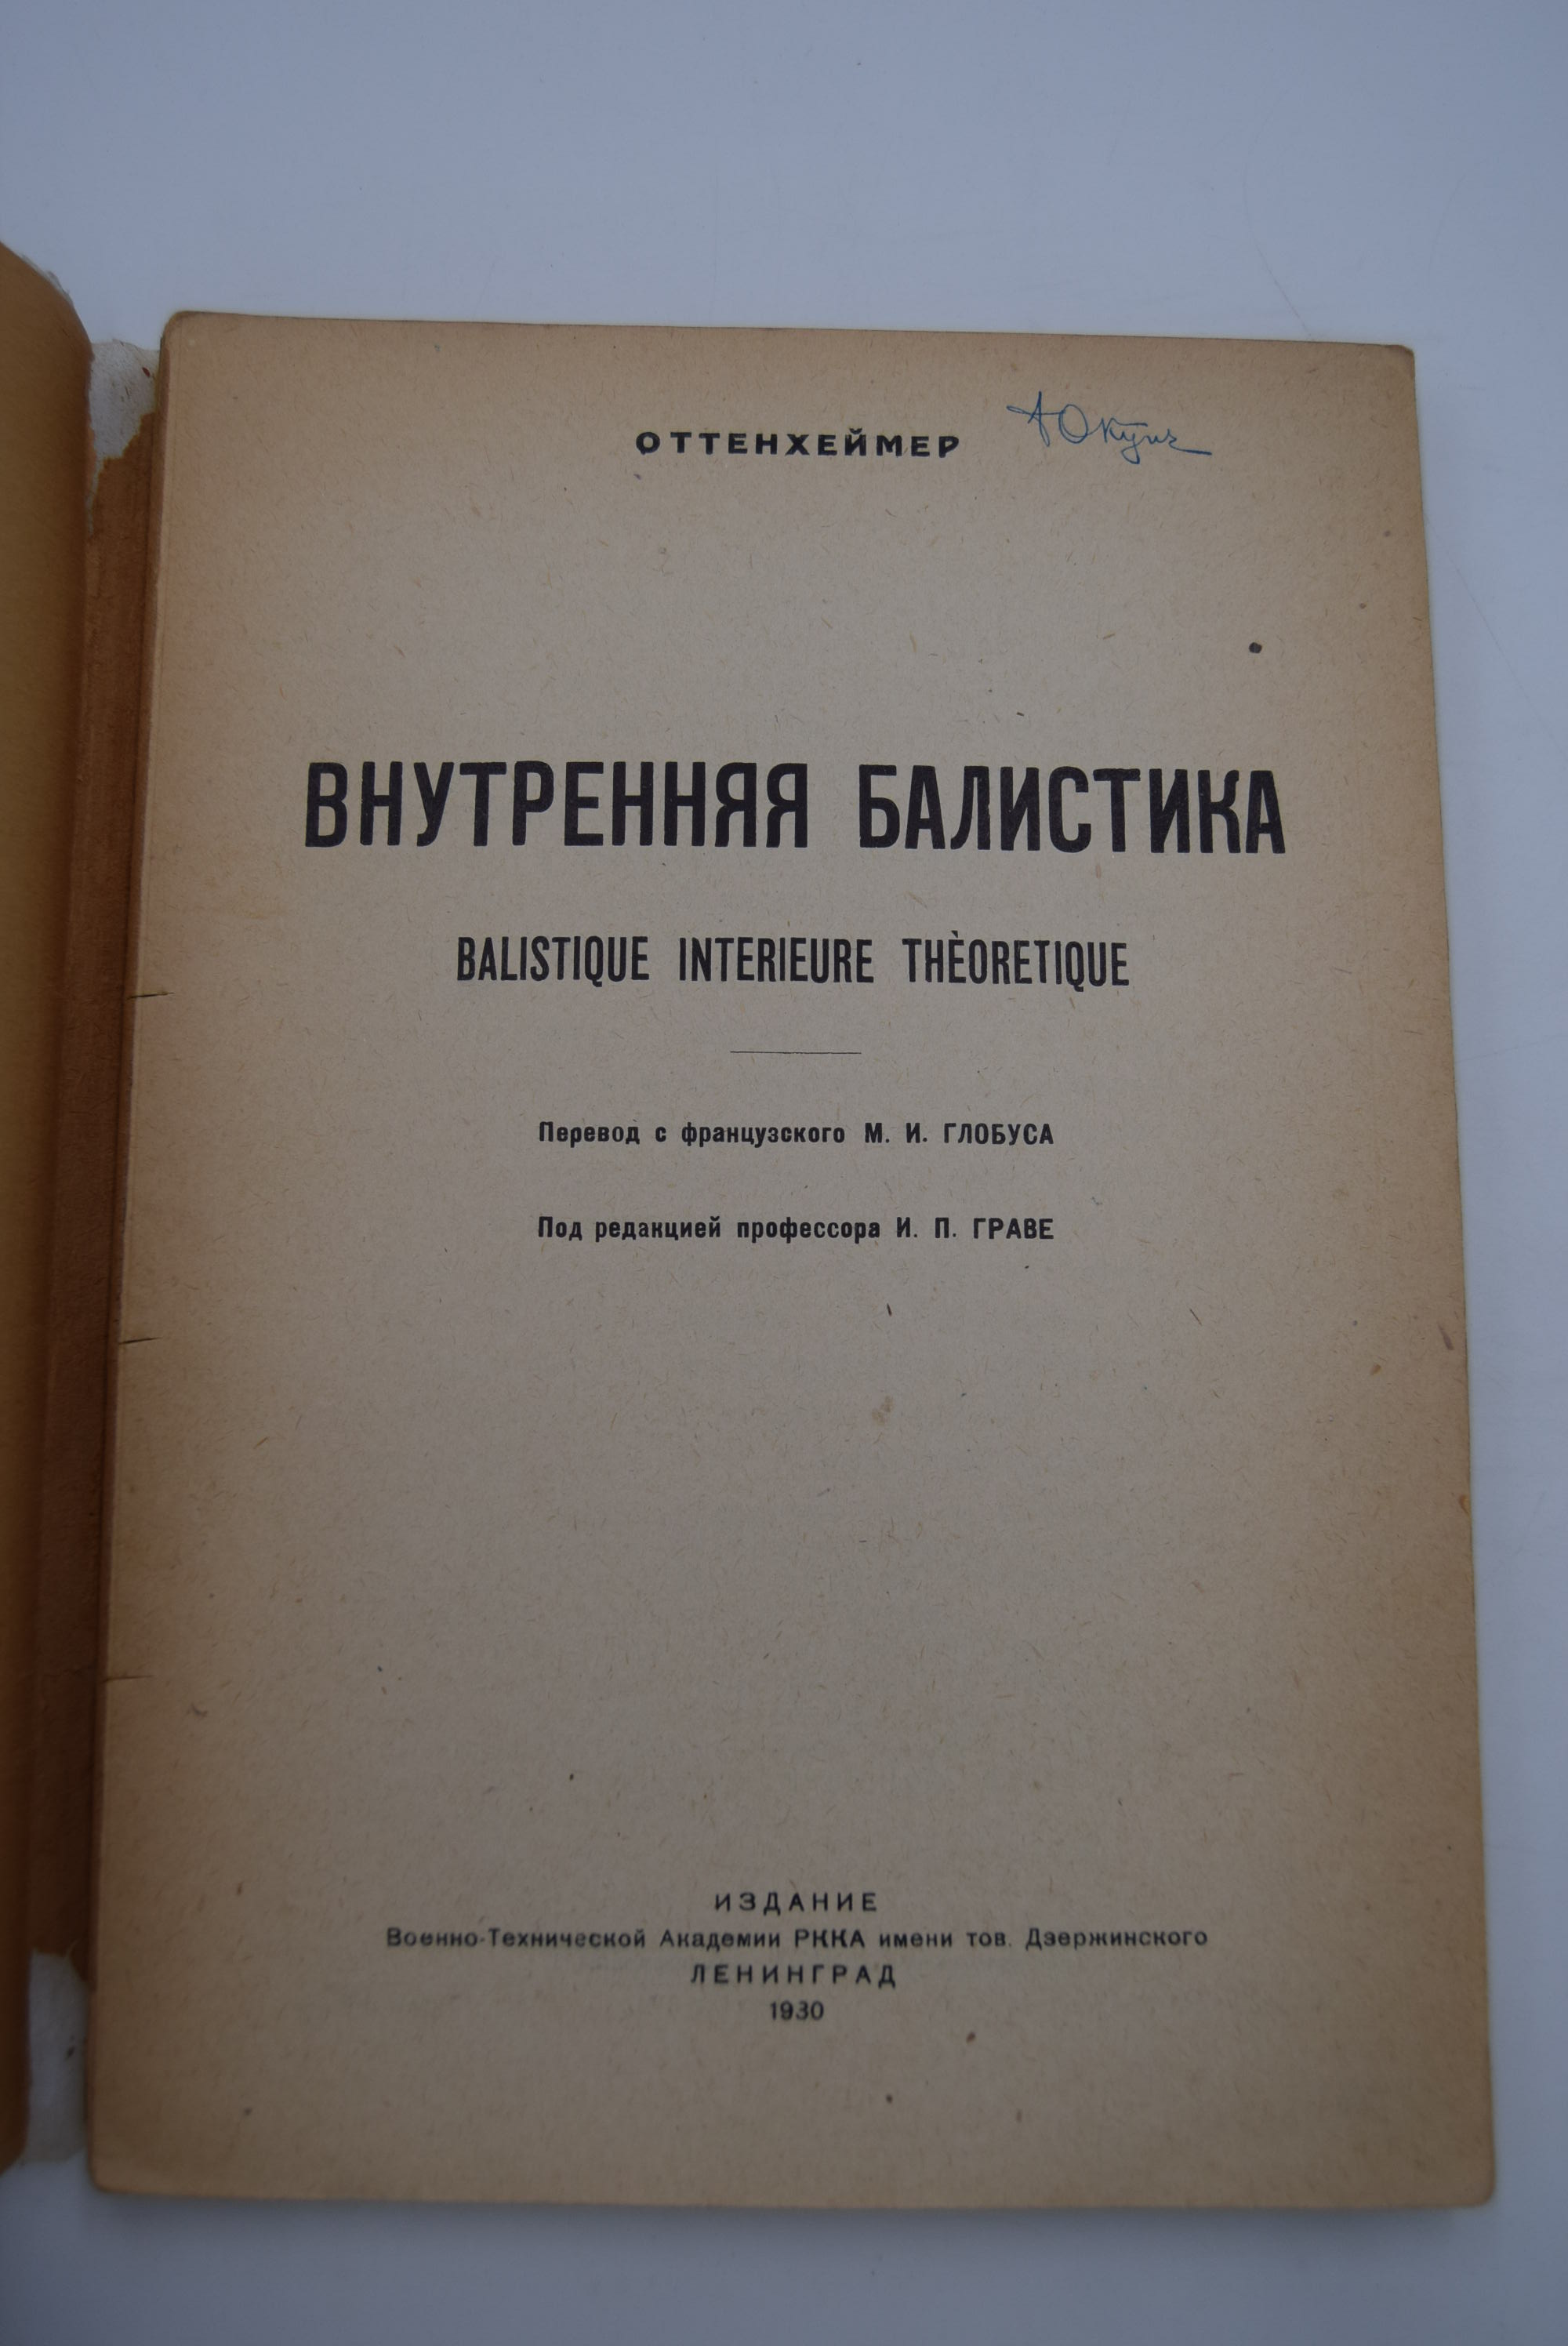 ОТТЕНХЕЙМЕР
ВНУТРЕННЯЯ БАЛИСТИКА
BALISTIQUE INTERIEURE THÈORETIQUE
Перевод с французского М. И. ГЛОБУСА
Под редакцией профессора И. П. ГРАВЕ
ИЗДАНИЕ
Военно-Технической Академии РККА имени тов. Дзержинского
ЛЕНИНГРАД
1930